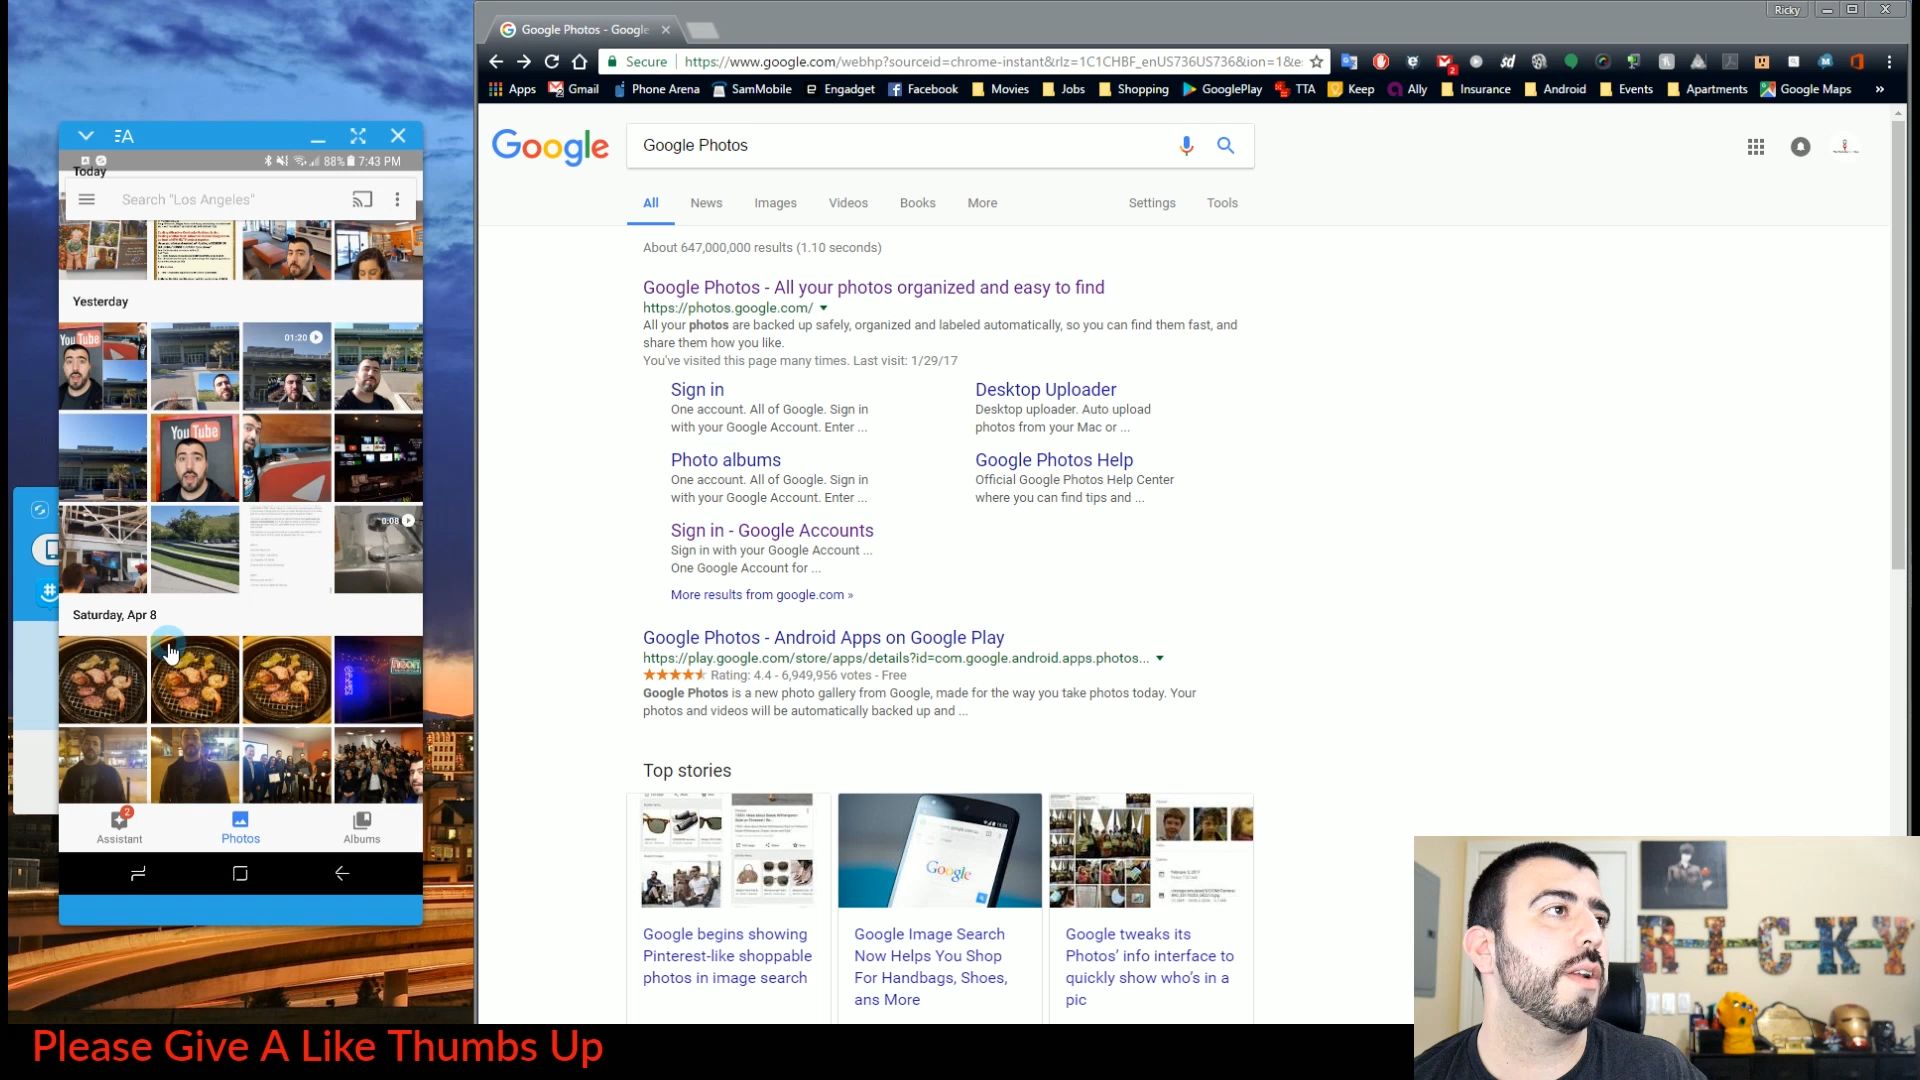 Ricky
Google Photos - Google
Secure
https://www.google.com/webhp?sourceid=chrome-instant&rlz=1C1CHBF_enUS736US736&ion=1&e
Apps Gmail Phone Arena SamMobile Engadget Facebook Movies Jobs Shopping GooglePlay TTA Keep Ally Insurance Android Events Apartments Google Maps »
88% 7:43 PM
Today
Search "Los Angeles"
Yesterday
YouTube
01:20
YouTube
0:08
Saturday, Apr 8
neon
2
Assistant Photos Albums
Google
Google Photos
All News Images Videos Books More Settings Tools
About 647,000,000 results (1.10 seconds)
Google Photos - All your photos organized and easy to find
https://photos.google.com/
All your photos are backed up safely, organized and labeled automatically, so you can find them fast, and
share them how you like.
You've visited this page many times. Last visit: 1/29/17
Sign in
One account. All of Google. Sign in
with your Google Account. Enter ...
Desktop Uploader
Desktop uploader. Auto upload
photos from your Mac or ...
Photo albums
One account. All of Google. Sign in
with your Google Account. Enter ...
Google Photos Help
Official Google Photos Help Center
where you can find tips and ...
Sign in - Google Accounts
Sign in with your Google Account ...
One Google Account for ...
More results from google.com »
Google Photos - Android Apps on Google Play
https://play.google.com/store/apps/details?id=com.google.android.apps.photos...
Rating: 4.4 - 6,949,956 votes - Free
Google Photos is a new photo gallery from Google, made for the way you take photos today. Your
photos and videos will be automatically backed up and ...
Top stories
Google
Google begins showing
Pinterest-like shoppable
photos in image search
Google Image Search
Now Helps You Shop
For Handbags, Shoes,
ans More
Google tweaks its
Photos' info interface to
quickly show who's in a
pic
RICKY
Please Give A Like Thumbs Up